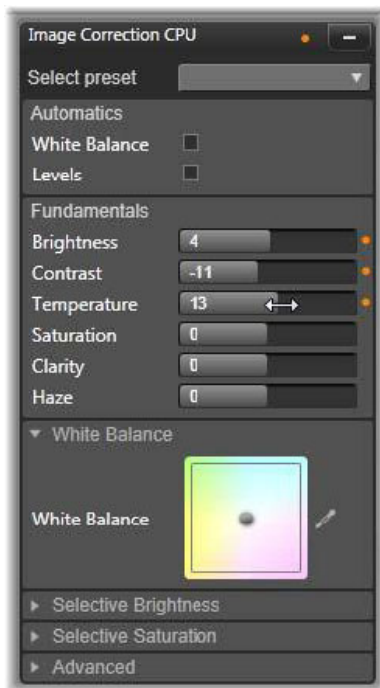 Image Correction CPU
Select preset
Automatics
White Balance
Levels
Fundamentals
Brightness 4
Contrast -11
Temperature 13
Saturation 0
Clarity 0
Haze 0
White Balance
White Balance
Selective Brightness
Selective Saturation
Advanced